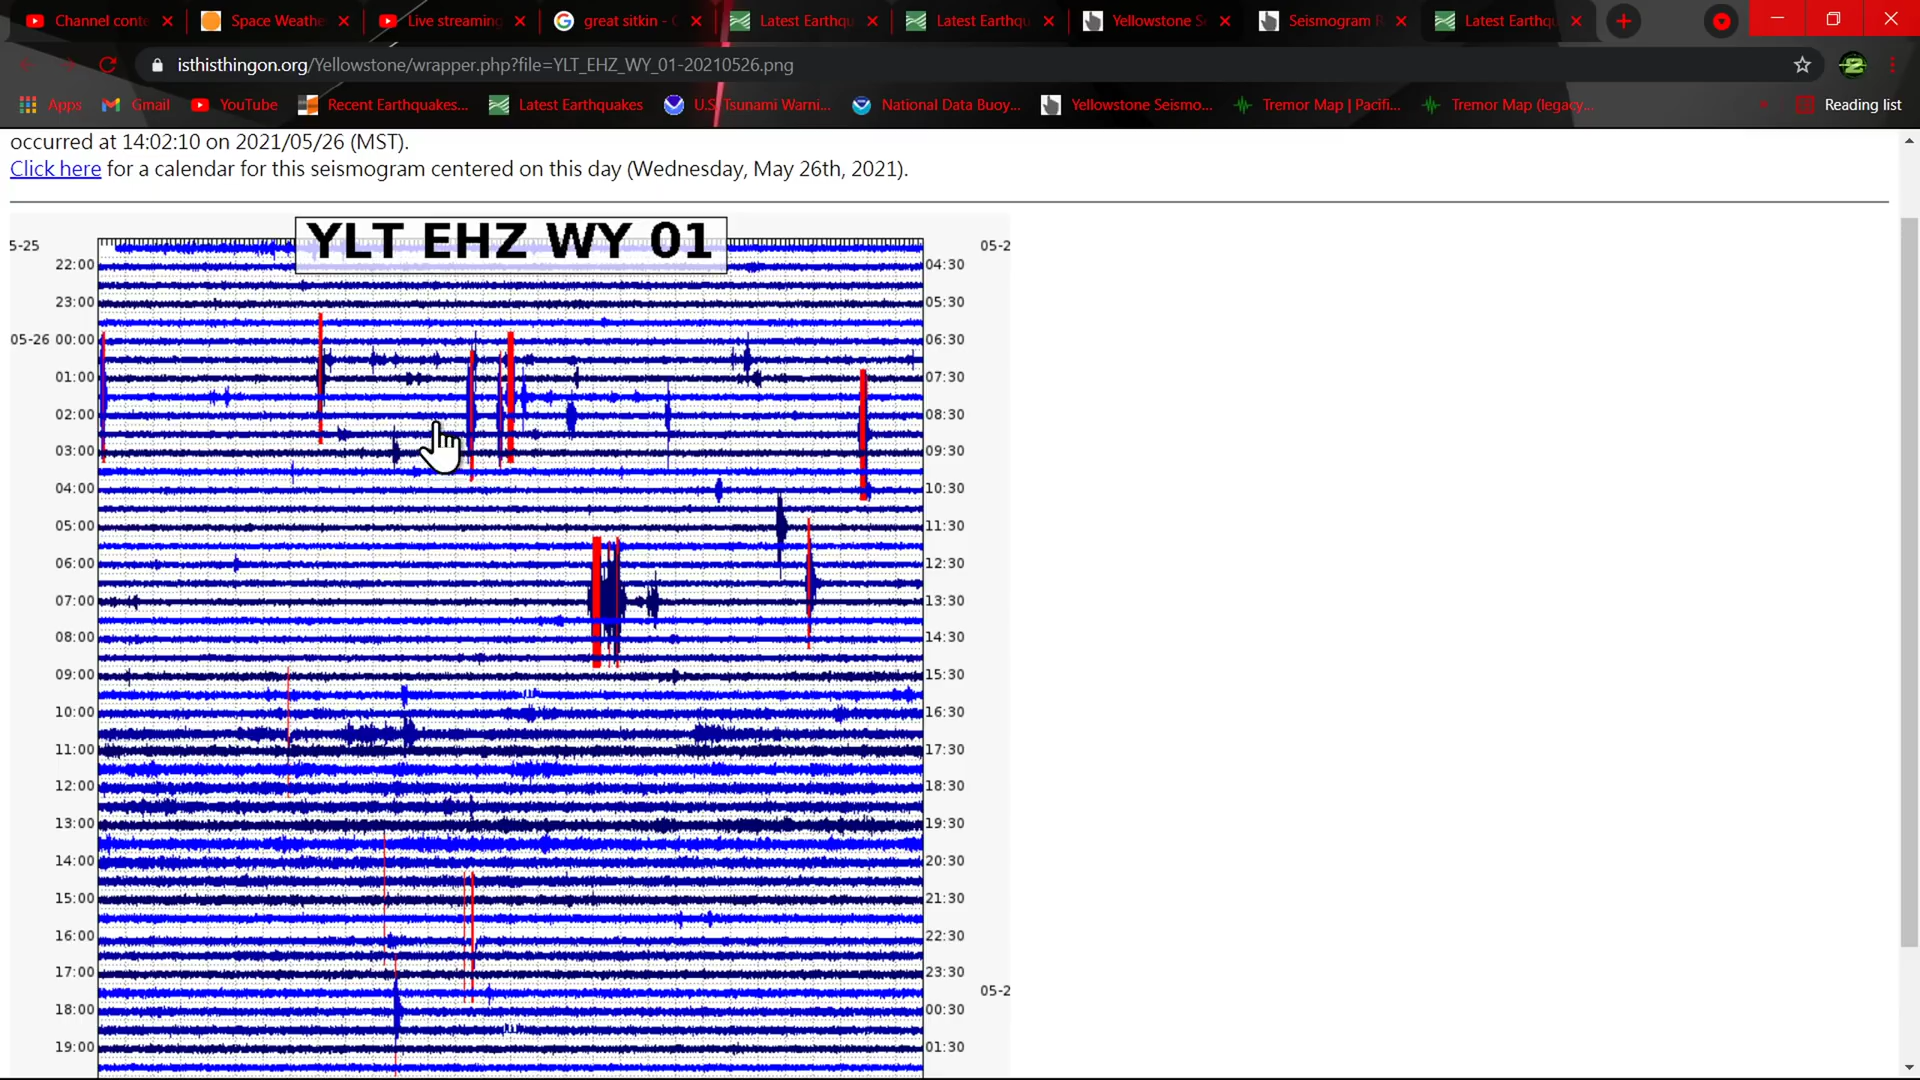 Channel conte
Space Weathe
Live streaming
great sitkin - G
Latest Earthqu
Latest Earthqu
Yellowstone Se
Seismogram R
Latest Earthqu
isthisthingon.org/Yellowstone/wrapper.php?file=YLT_EHZ_WY_01-20210526.png
Apps
Gmail
YouTube
Recent Earthquakes...
Latest Earthquakes
U.S. Tsunami Warni...
National Data Buoy...
Yellowstone Seismo...
Tremor Map | Pacifi...
Tremor Map (legacy...
Reading list
occurred at 14:02:10 on 2021/05/26 (MST).
Click here for a calendar for this seismogram centered on this day (Wednesday, May 26th, 2021).
YLT EHZ WY 01
5-25 05-2
22:00 04:30
23:00 05:30
05-26 00:00 06:30
01:00 07:30
02:00 08:30
03:00 09:30
04:00 10:30
05:00 11:30
06:00 12:30
07:00 13:30
08:00 14:30
09:00 15:30
10:00 16:30
11:00 17:30
12:00 18:30
13:00 19:30
14:00 20:30
15:00 21:30
16:00 22:30
17:00 23:30
05-2
18:00 00:30
19:00 01:30